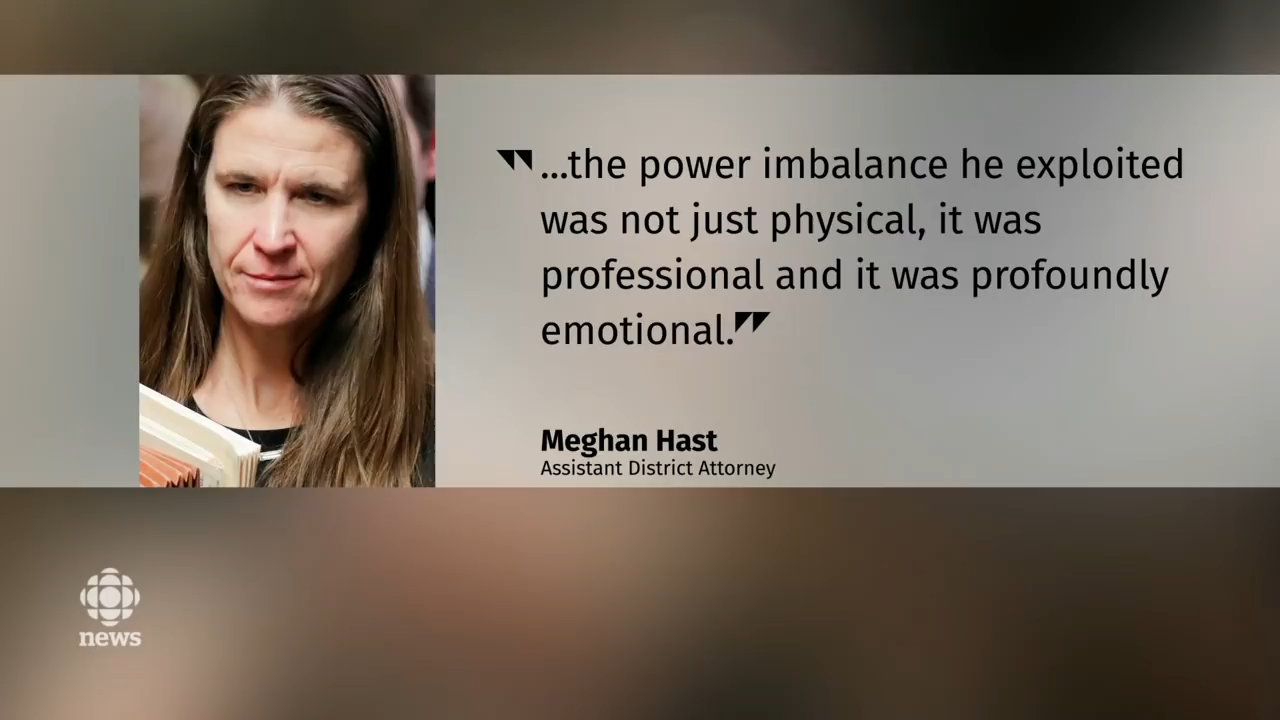 "...the power imbalance he exploited
was not just physical, it was
professional and it was profoundly
emotional."
Meghan Hast
Assistant District Attorney
news